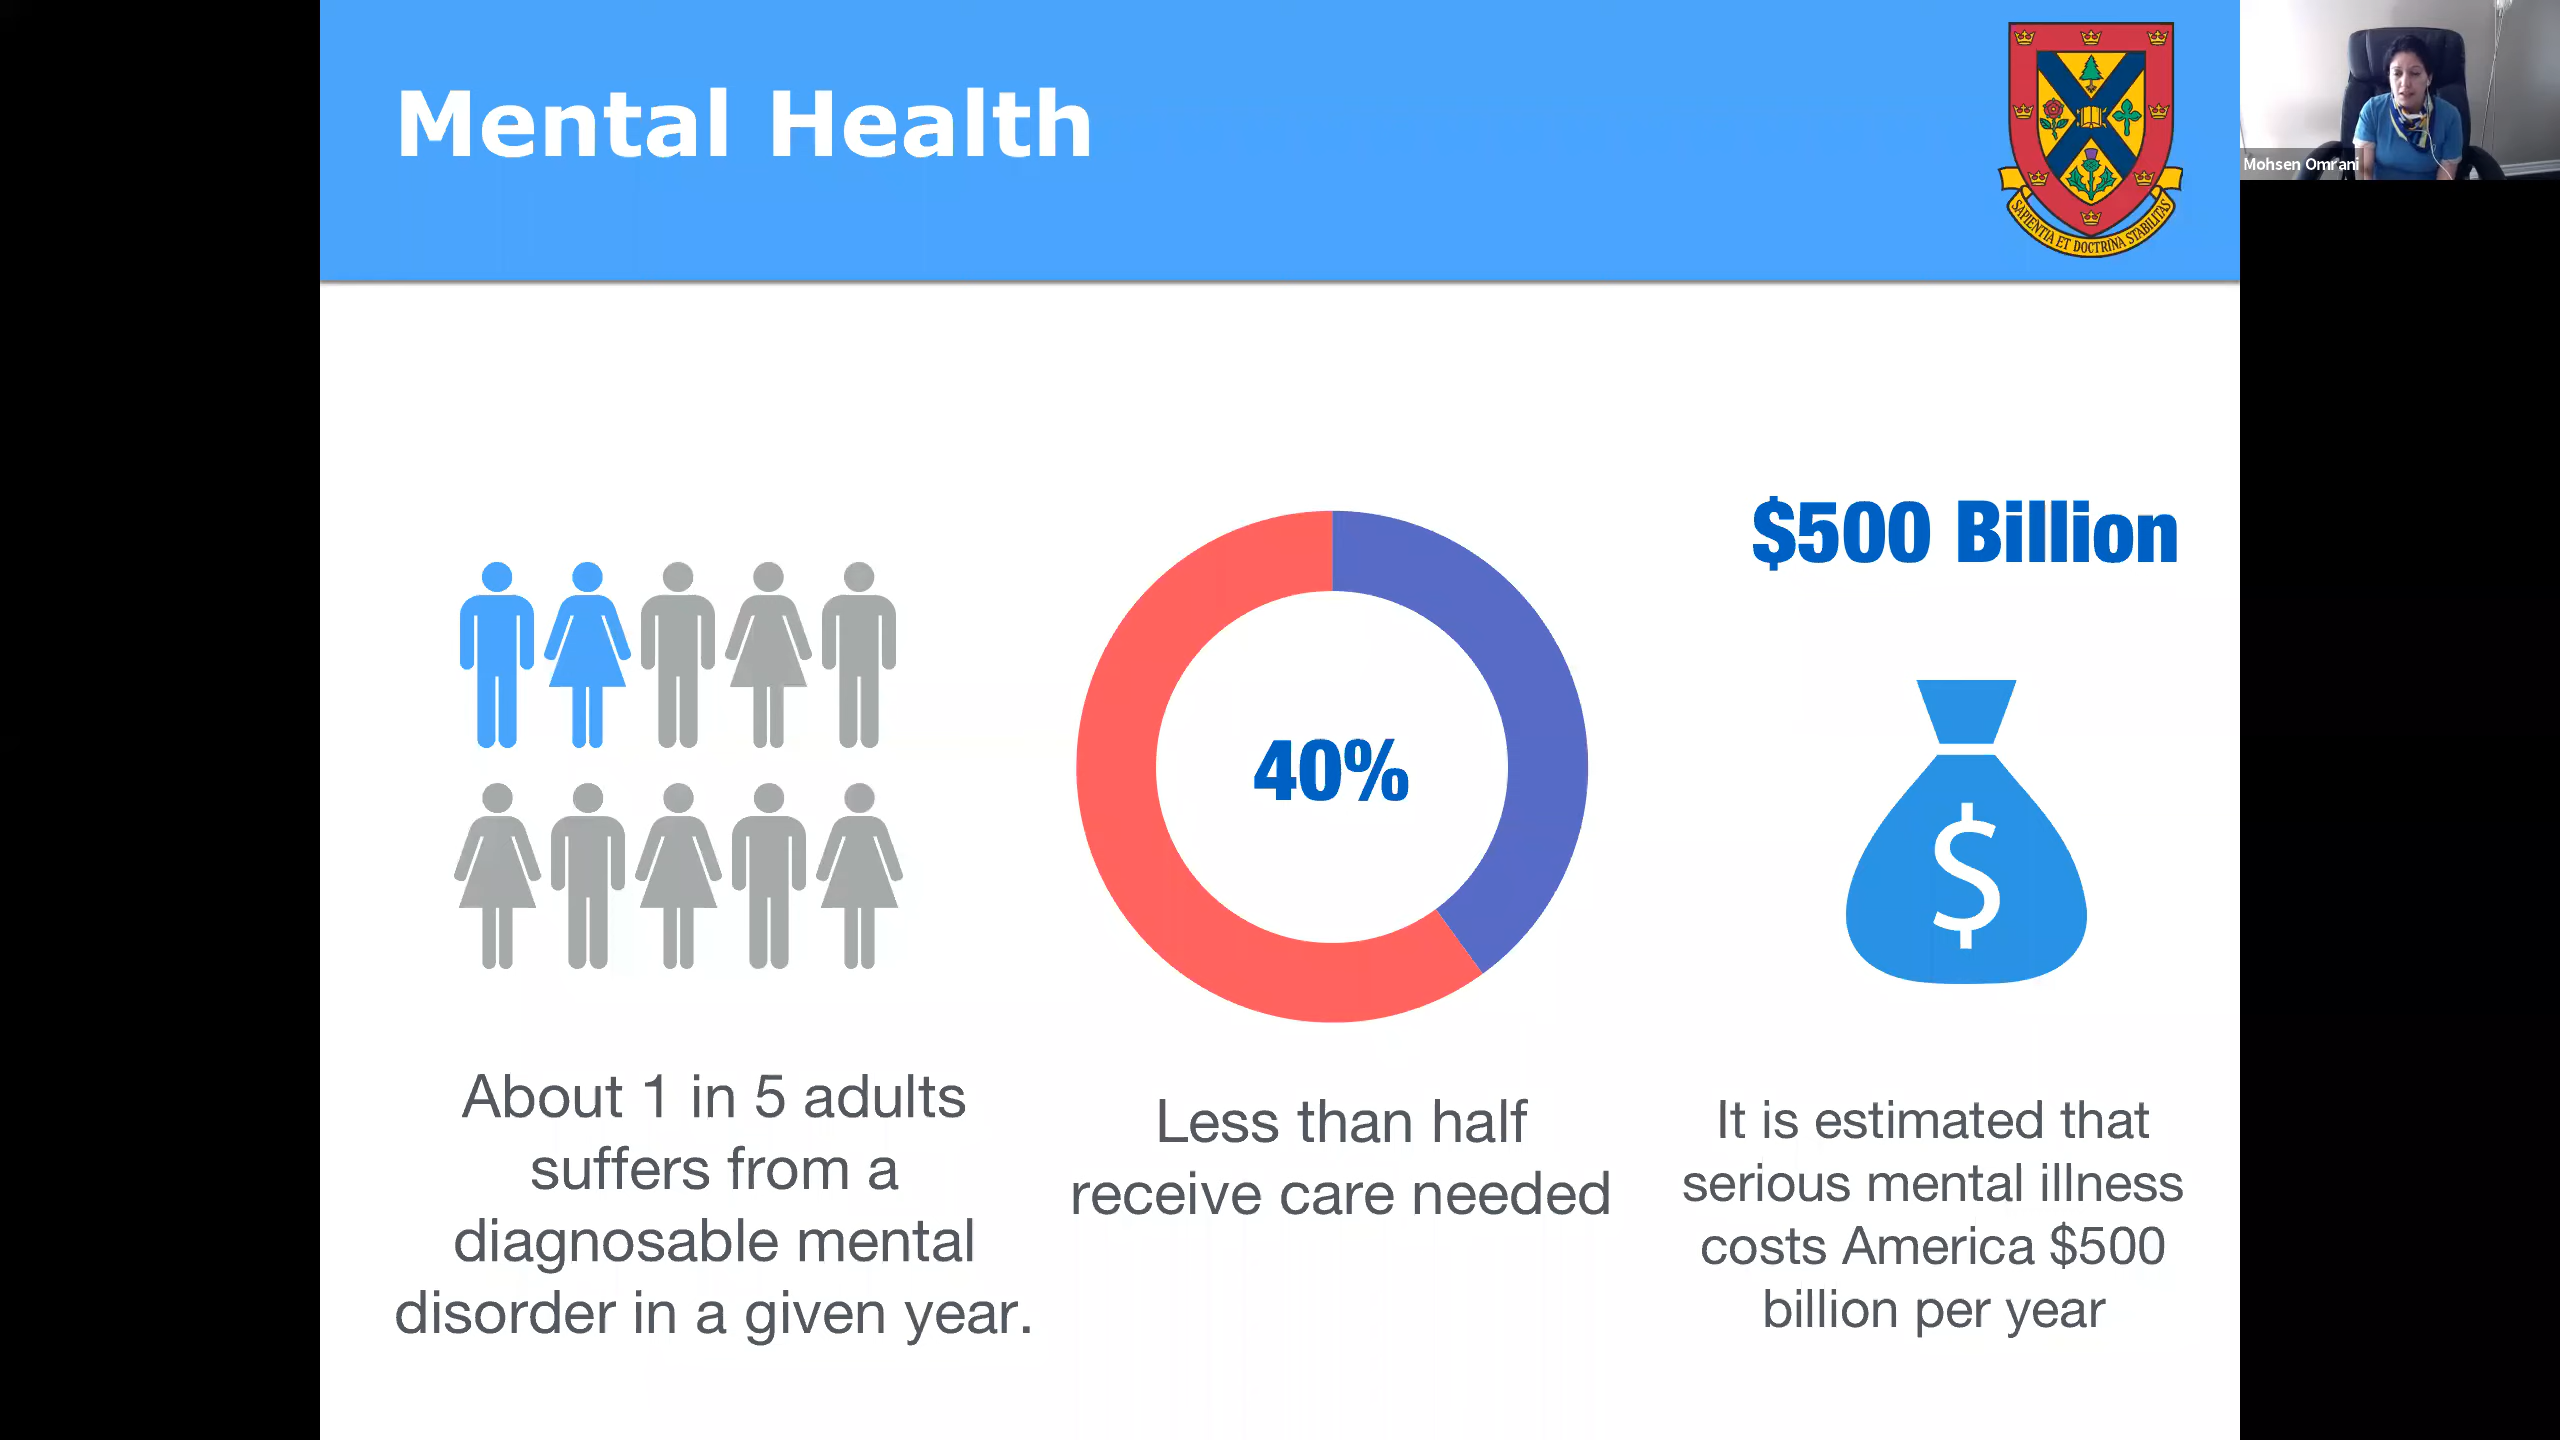 Mental Health
SAPIENTIA ET DOCTRINA STABILITAS
Mohsen Omrani
40%
$500 Billion
$
About 1 in 5 adults
suffers from a
diagnosable mental
disorder in a given year.
Less than half
receive care needed
It is estimated that
serious mental illness
costs America $500
billion per year